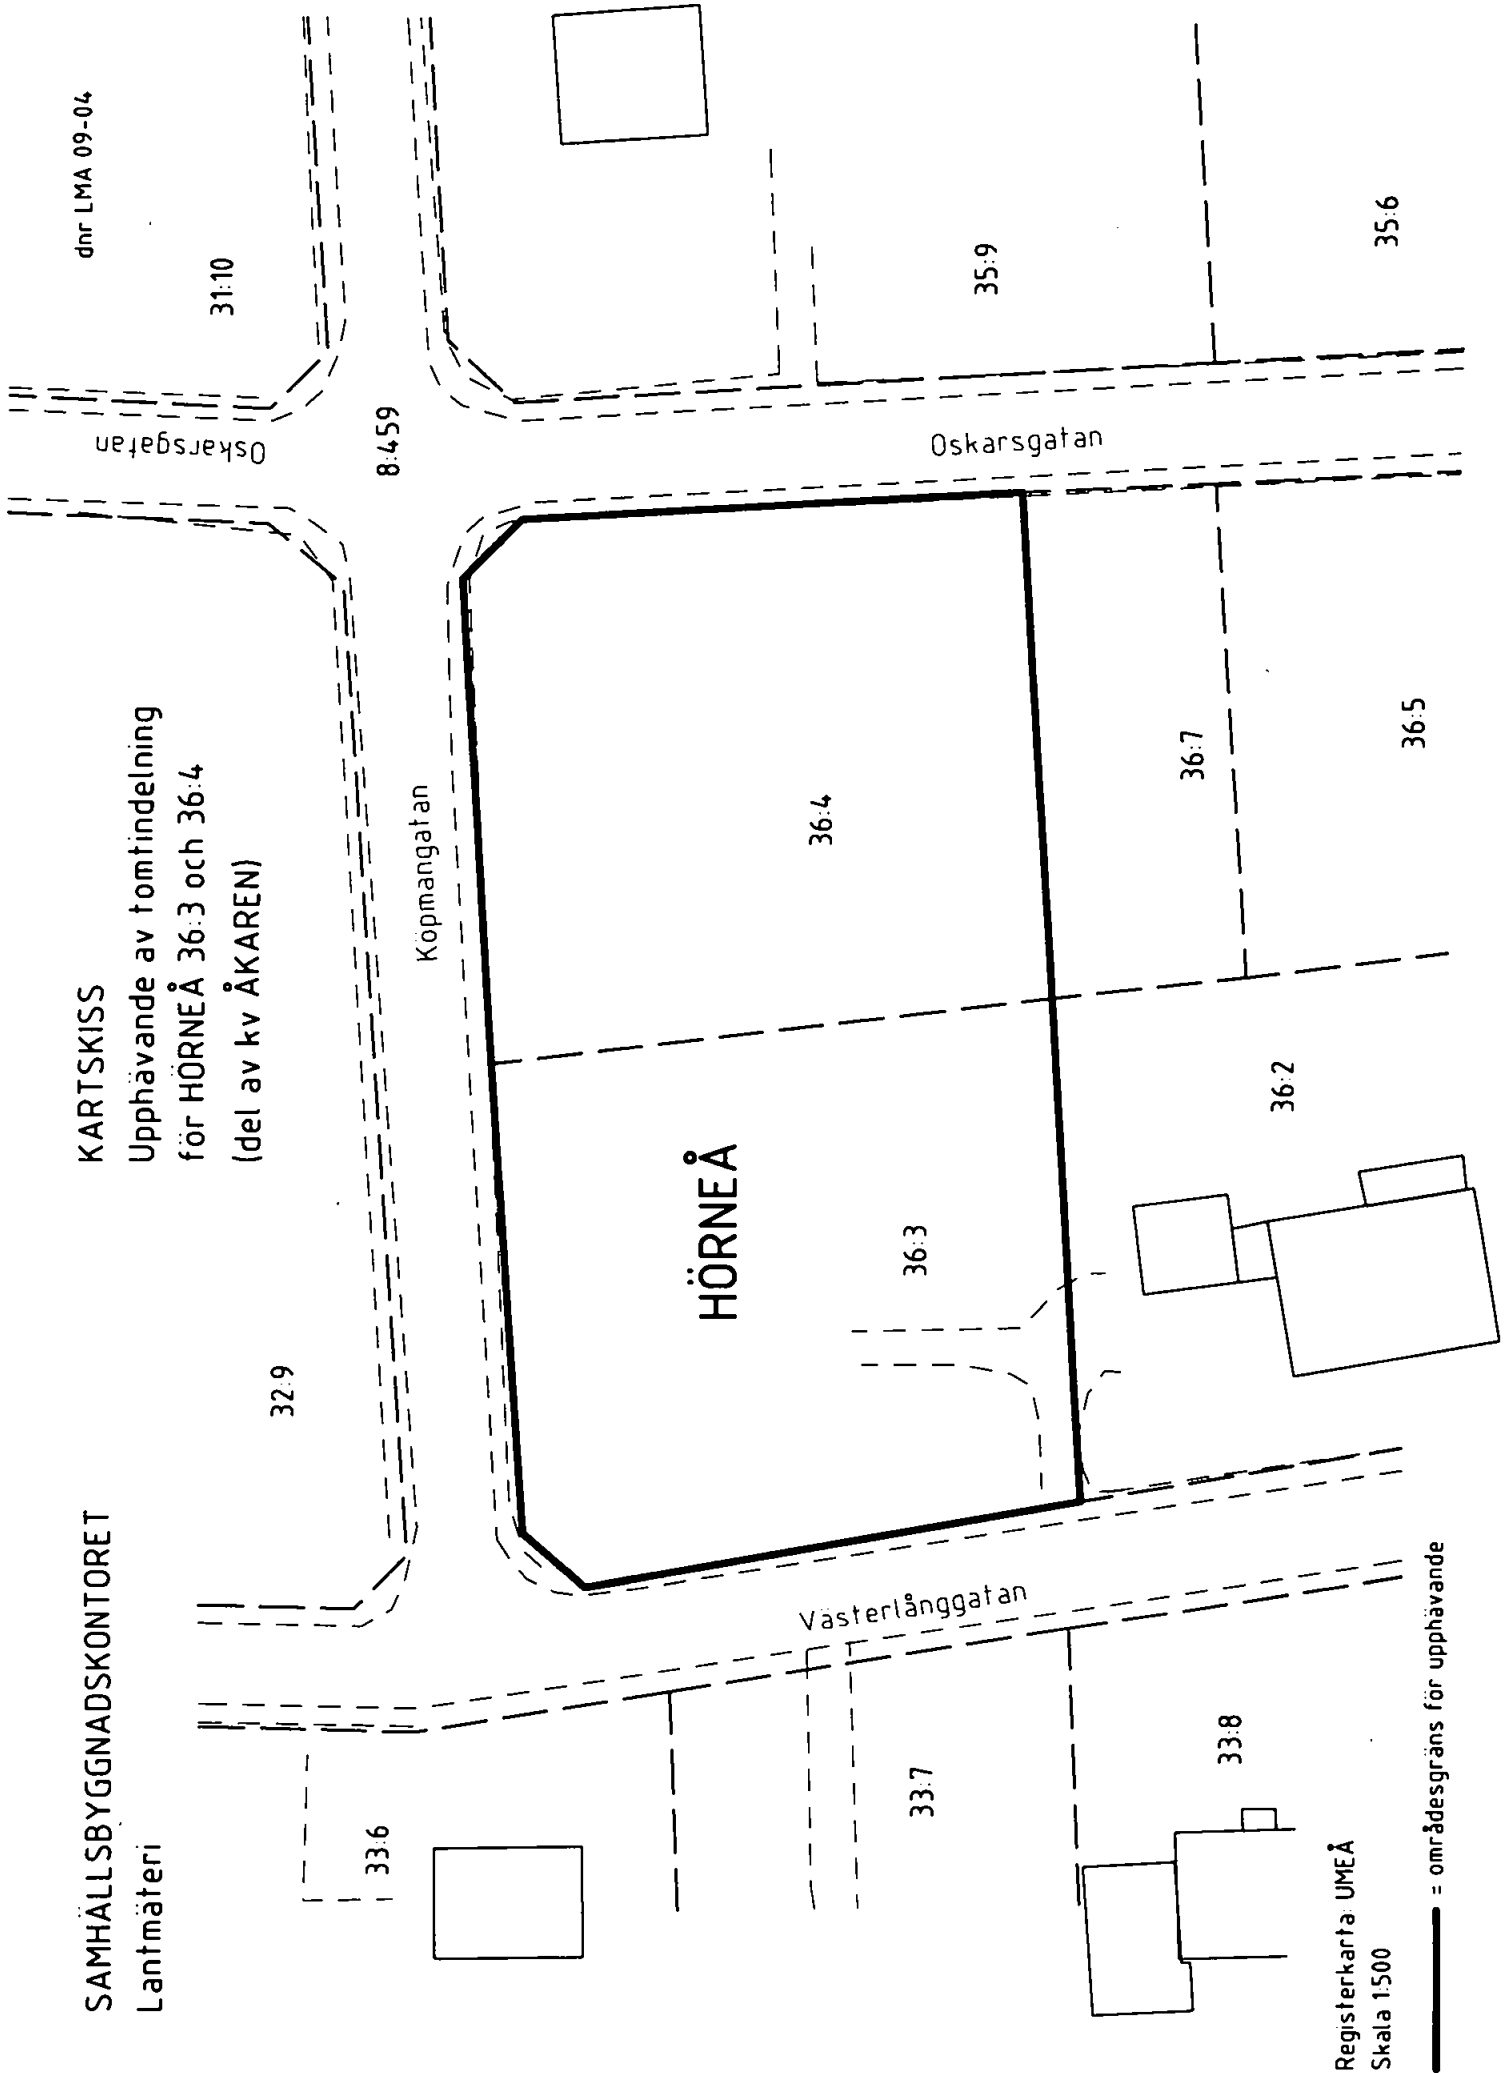 SAMHÄLLSBYGGNADSKONTORET
Lantmäteri
KARTSKISS
Upphävande av tomtindelning
för HÖRNEÅ 36:3 och 36:4
(del av kv ÅKAREN)
dnr LMA 09-04
31:10
32:9
Oskarsgatan
8:459
33:6
Köpmangatan
HÖRNEÅ
36:4
36:3
Oskarsgatan
35:9
Västerlånggatan
33:7
36:7
36:2
33:8
35:6
36:5
Registerkarta: UMEÅ
Skala 1:500
= områdesgräns för upphävande